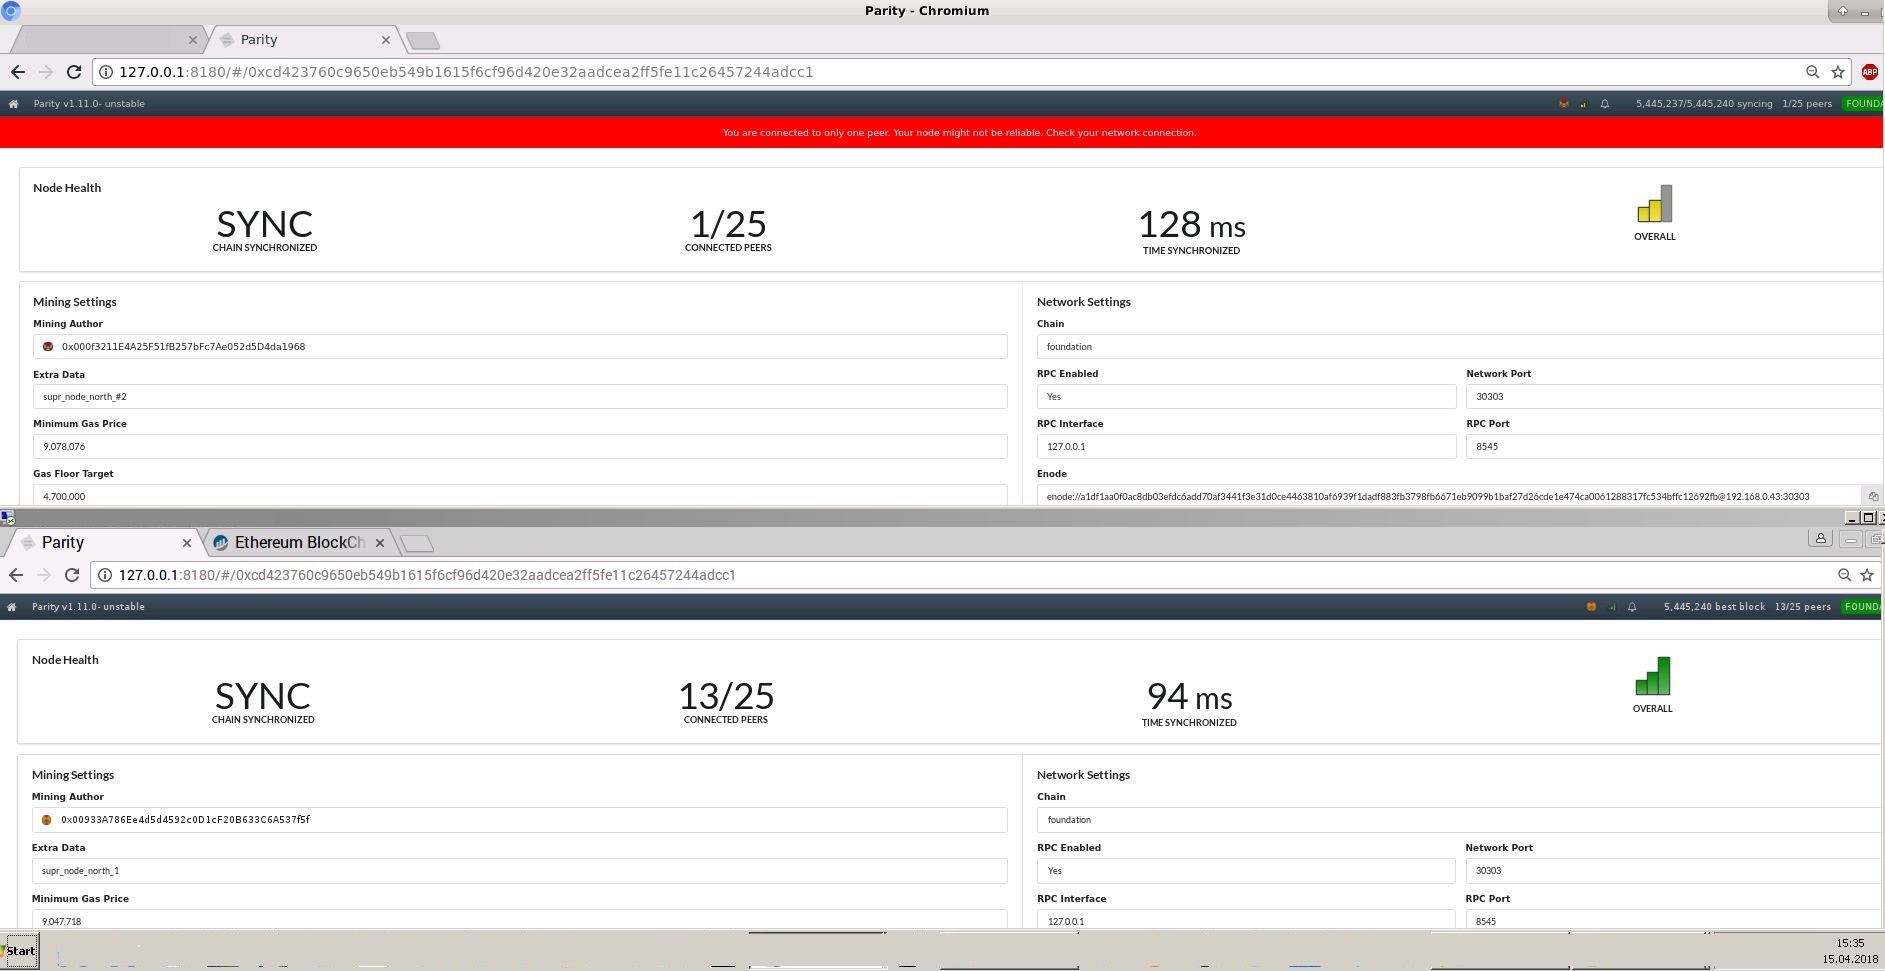 Parity - Chromium
Parity
127.0.0.1:8180/#/0xcd423760c9650eb549b1615f6cf96d420e32aadcea2ff5fe11c26457244adcc1
ABP
Parity v1.11.0- unstable 5,445,237/5,445,240 syncing 1/25 peers FOUNDA
You are connected to only one peer. Your node might not be reliable. Check your network connection.
Node Health
SYNC 1/25 128 ms
CHAIN SYNCHRONIZED CONNECTED PEERS TIME SYNCHRONIZED OVERALL
Mining Settings Network Settings
Mining Author Chain
0x000f3211E4A25F51fB257bFc7Ae052d5D4da1968 foundation
Extra Data RPC Enabled Network Port
supr_node_north_#2 Yes 30303
Minimum Gas Price RPC Interface RPC Port
9,078,076 127.0.0.1 8545
Gas Floor Target Enode
4,700,000 enode://a1df1aa0f0ac8db03efdc6add70af3441f3e31d0ce4463810af6939f1dadf883fb3798fb6671eb9099b1baf27d26cde1e474ca0061288317fc534bffc12692fb@192.168.0.43:30303
Parity Ethereum BlockCh
127.0.0.1:8180/#/0xcd423760c9650eb549b1615f6cf96d420e32aadcea2ff5fe11c26457244adcc1
Parity v1.11.0- unstable 5,445,240 best block 13/25 peers FOUNDA
Node Health
SYNC 13/25 94 ms
CHAIN SYNCHRONIZED CONNECTED PEERS TIME SYNCHRONIZED OVERALL
Mining Settings Network Settings
Mining Author Chain
0x00933A786Ee4d5d4592c0D1cF20B633C6A537f5f foundation
Extra Data RPC Enabled Network Port
supr_node_north_1 Yes 30303
Minimum Gas Price RPC Interface RPC Port
9,047,718 127.0.0.1 8545
Start 15:35
15.04.2018